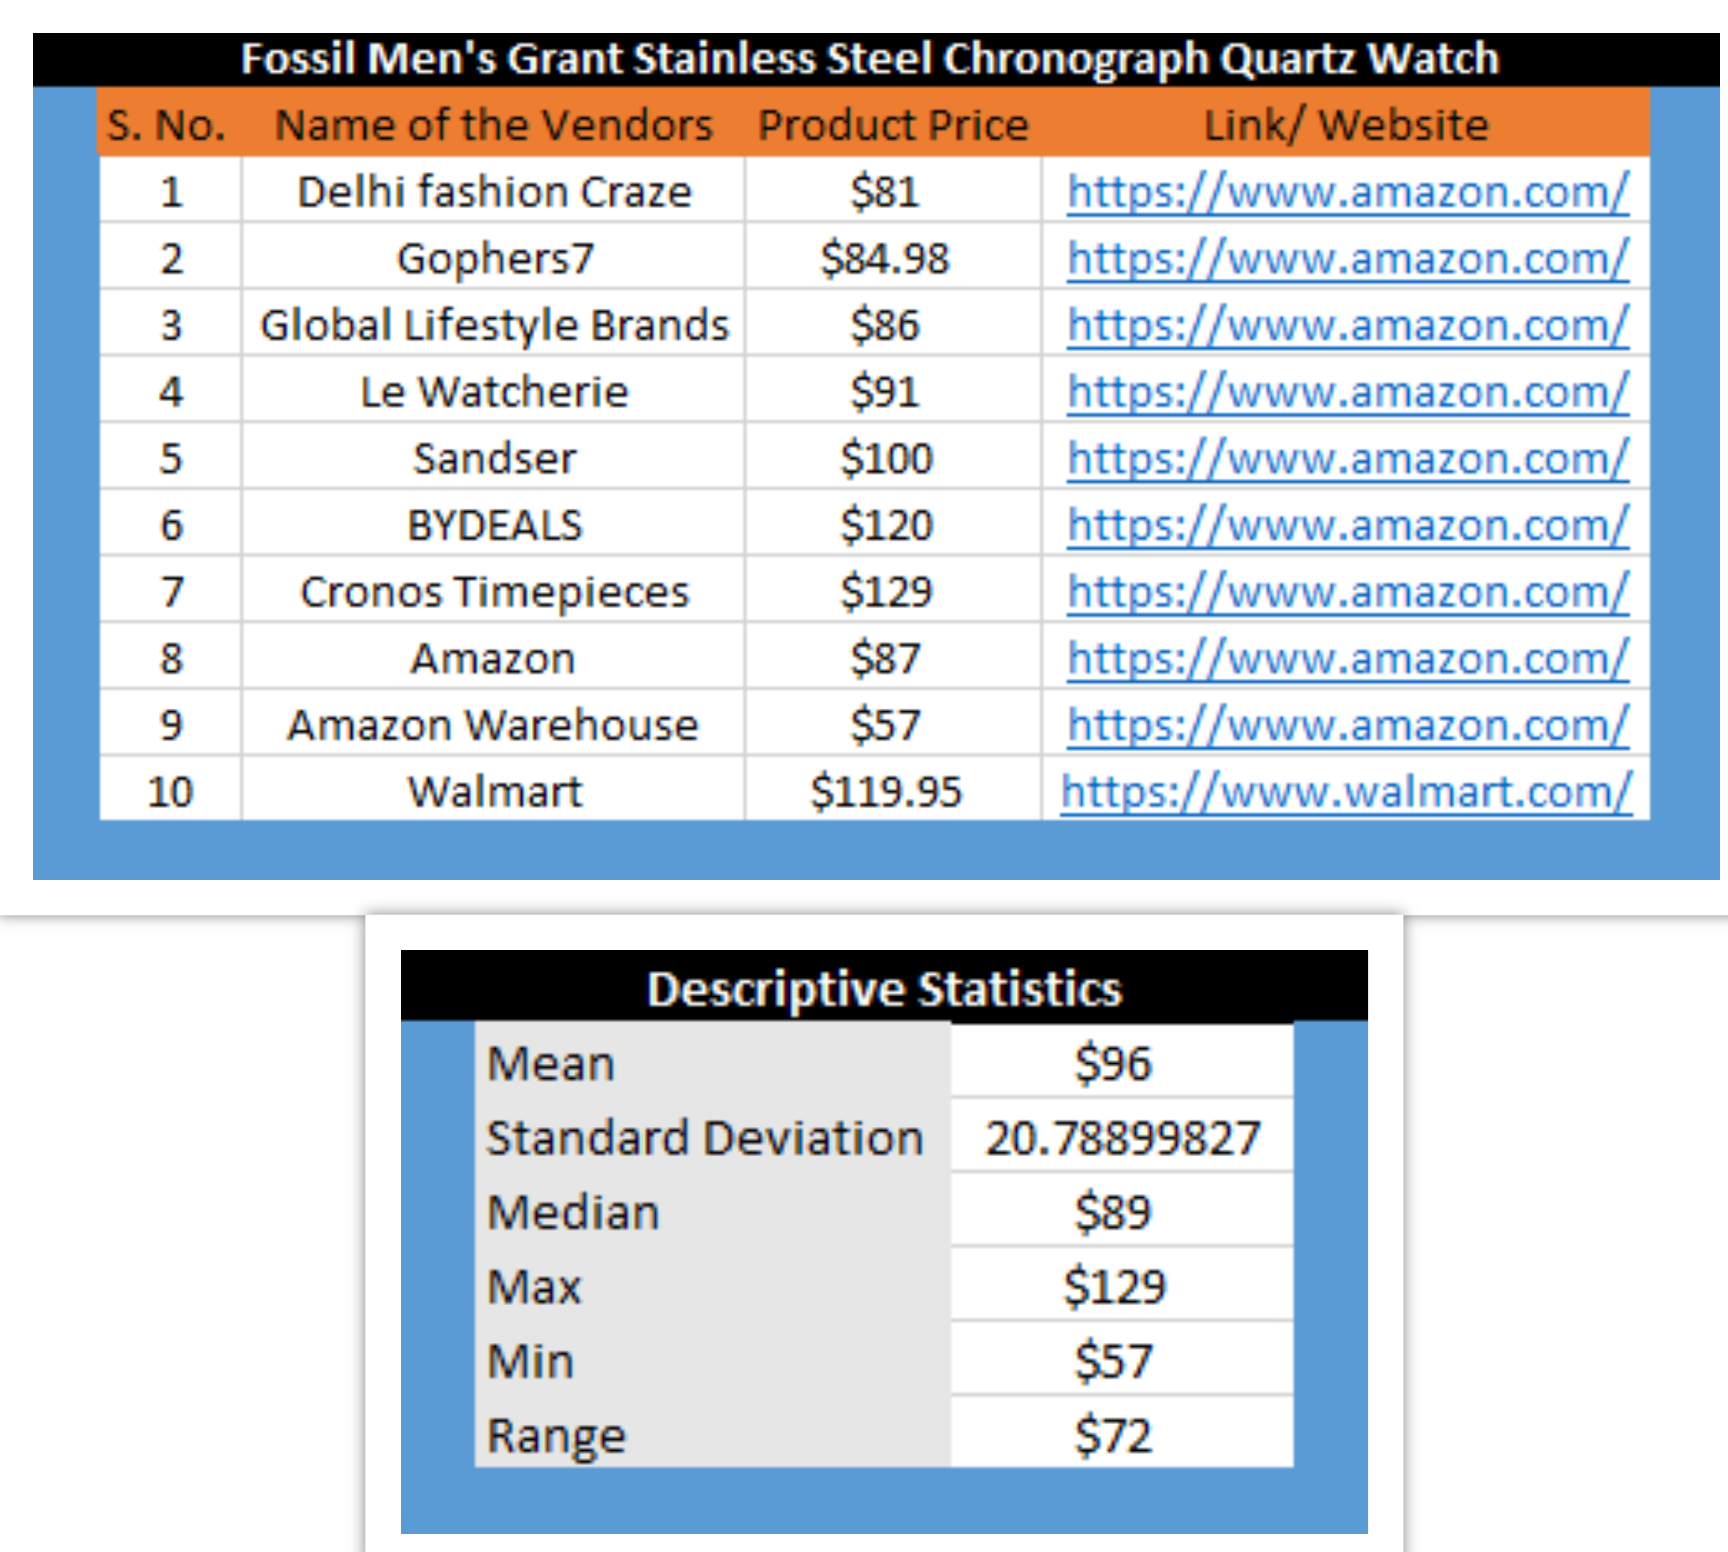 Fossil Men's Grant Stainless Steel Chronograph Quartz Watch
S. No. Name of the Vendors Product Price Link/ Website
1 Delhi fashion Craze $81 https://www.amazon.com/
2 Gophers7 $84.98 https://www.amazon.com/
3 Global Lifestyle Brands $86 https://www.amazon.com/
4 Le Watcherie $91 https://www.amazon.com/
5 Sandser $100 https://www.amazon.com/
6 BYDEALS $120 https://www.amazon.com/
7 Cronos Timepieces $129 https://www.amazon.com/
8 Amazon $87 https://www.amazon.com/
9 Amazon Warehouse $57 https://www.amazon.com/
10 Walmart $119.95 https://www.walmart.com/
Descriptive Statistics
Mean $96
Standard Deviation 20.78899827
Median $89
Max $129
Min $57
Range $72